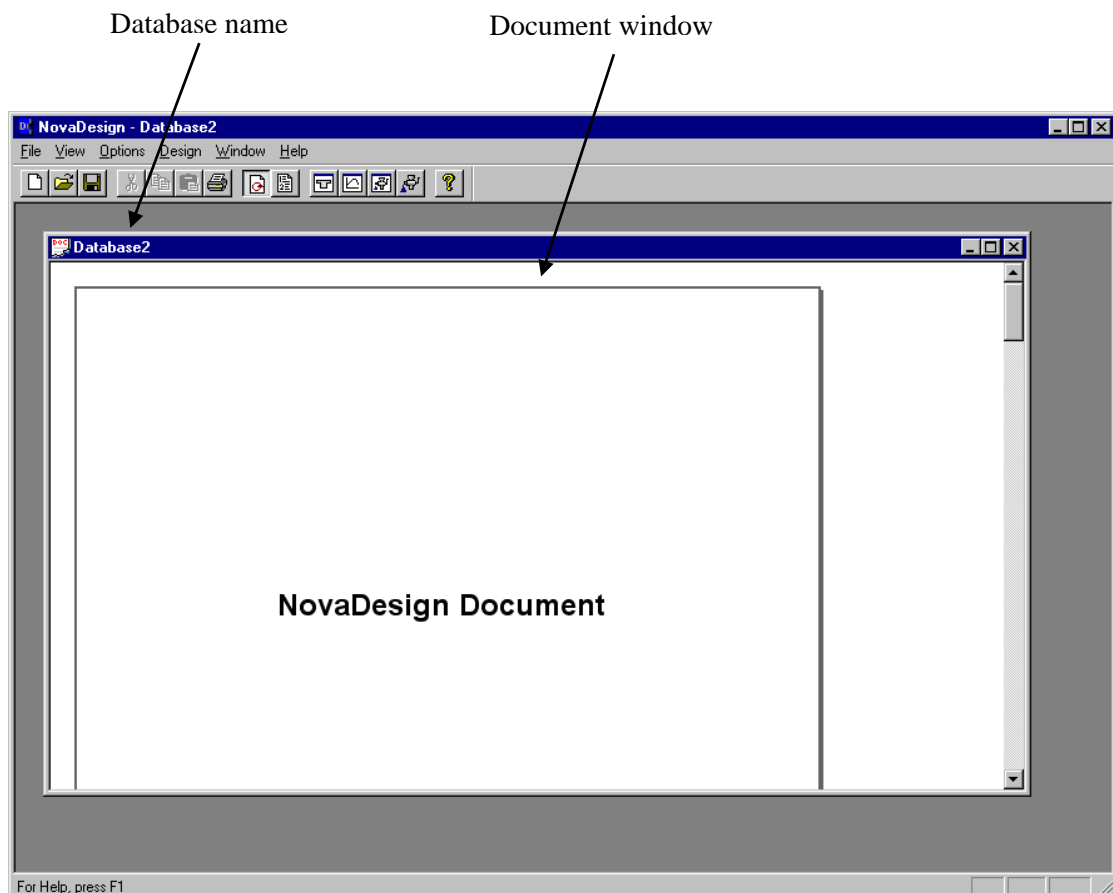 Database name Document window
NovaDesign - Database2
File View Options Design Window Help
Database2
NovaDesign Document
For Help, press F1